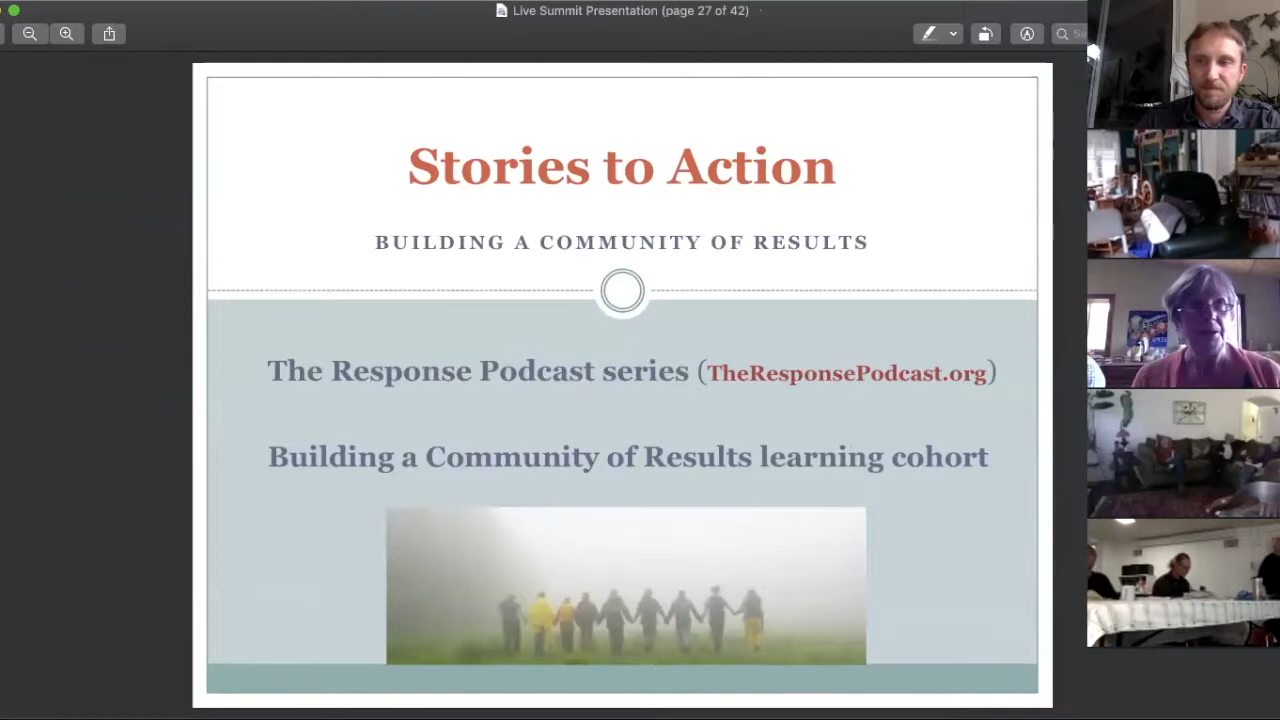 Live Summit Presentation (page 27 of 42)
Stories to Action
BUILDING A COMMUNITY OF RESULTS
The Response Podcast series (TheResponsePodcast.org)
Building a Community of Results learning cohort